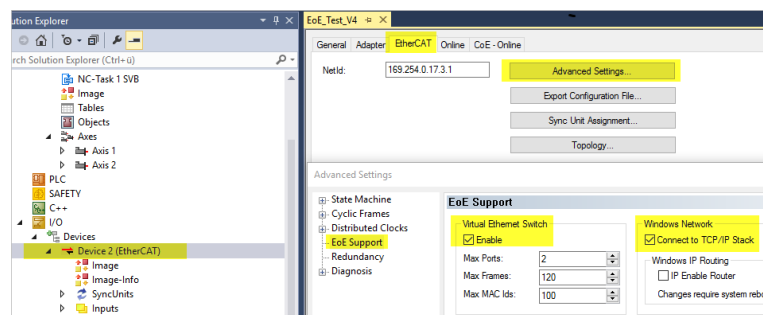 ution Explorer
EoE_Test_V4
General Adapter EtherCAT Online CoE - Online
rch Solution Explorer (Ctrl+ü)
NetId: 169.254.0.17.3.1 Advanced Settings...
NC-Task 1 SVB
Image
Export Configuration File...
Tables
Objects
Sync Unit Assignment...
Axes
Axis 1
Topology...
Axis 2
PLC
Advanced Settings
SAFETY
State Machine
EoE Support
C++
Cyclic Frames
I/O
Distributed Clocks
Virtual Ethernet Switch
Windows Network
Devices
EoE Support
Enable
Connect to TCP/IP Stack
Device 2 (EtherCAT)
Redundancy
Max Ports: 2
Windows IP Routing
Image
Diagnosis
Max Frames: 120
IP Enable Router
Image-Info
SyncUnits
Max MAC Ids: 100
Changes require system rebo
Inputs